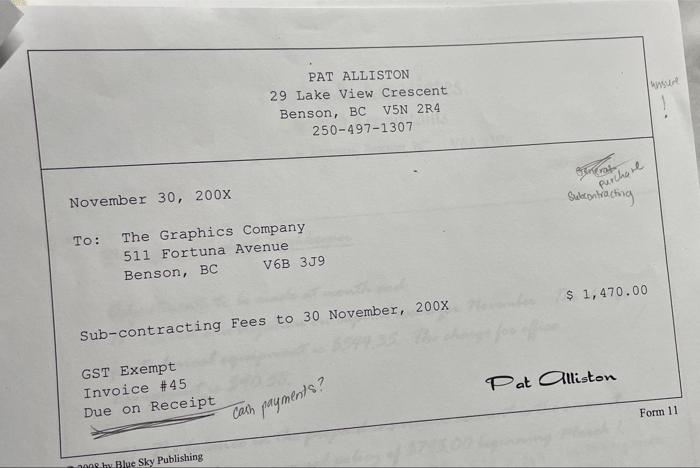 PAT ALLISTON
29 Lake View Crescent
Benson, BC V5N 2R4
250-497-1307
unsure
!
November 30, 200X
purchase
Subcontracting
To: The Graphics Company
511 Fortuna Avenue
Benson, BC V6B 3J9
Sub-contracting Fees to 30 November, 200X $ 1,470.00
GST Exempt
Invoice #45
Due on Receipt cash payments?
Pat Alliston
Form 11
by Blue Sky Publishing